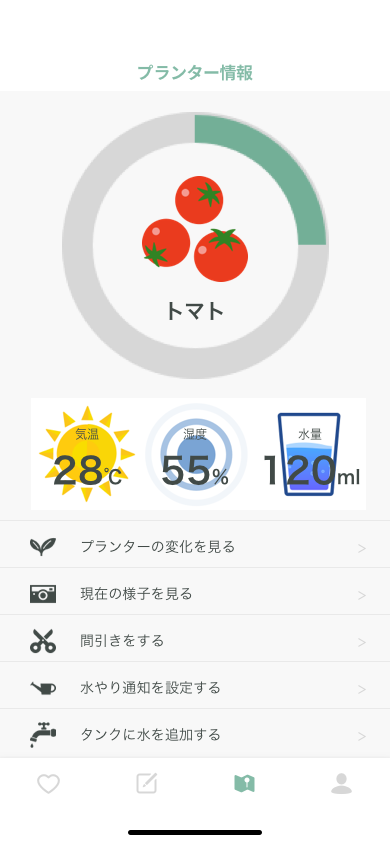 プランター情報
トマト
気温
28℃
湿度
55%
水量
120ml
プランターの変化を見る
現在の様子を見る
間引きをする
水やり通知を設定する
タンクに水を追加する